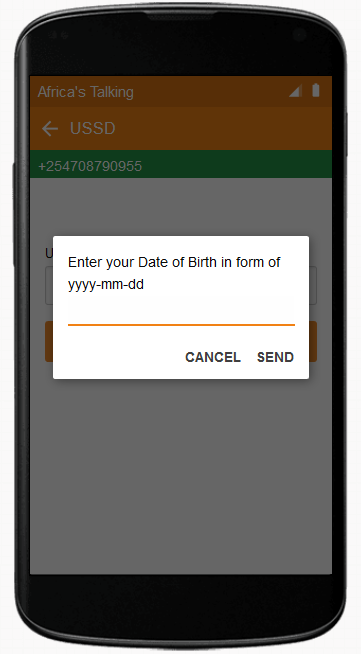 Africa's Talking
USSD
+254708790955
U
Enter your Date of Birth in form of
yyyy-mm-dd
CANCEL SEND